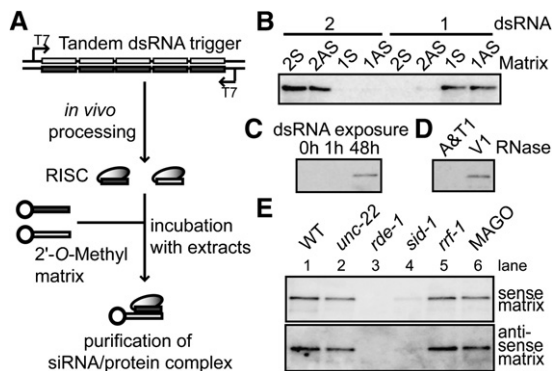 A
T7
Tandem dsRNA trigger
T7
in vivo
processing
RISC
2'-O-Methyl
matrix
incubation
with extracts
purification of
siRNA/protein complex
B
2 1 dsRNA
2S 2AS 1S 1AS 2S 2AS 1S 1AS Matrix
C
dsRNA exposure
0h 1h 48h
D
A&T1 V1 RNase
E
WT unc-22 rde-1 sid-1 rrf-1 MAGO
1 2 3 4 5 6 lane
sense
matrix
anti-
sense
matrix